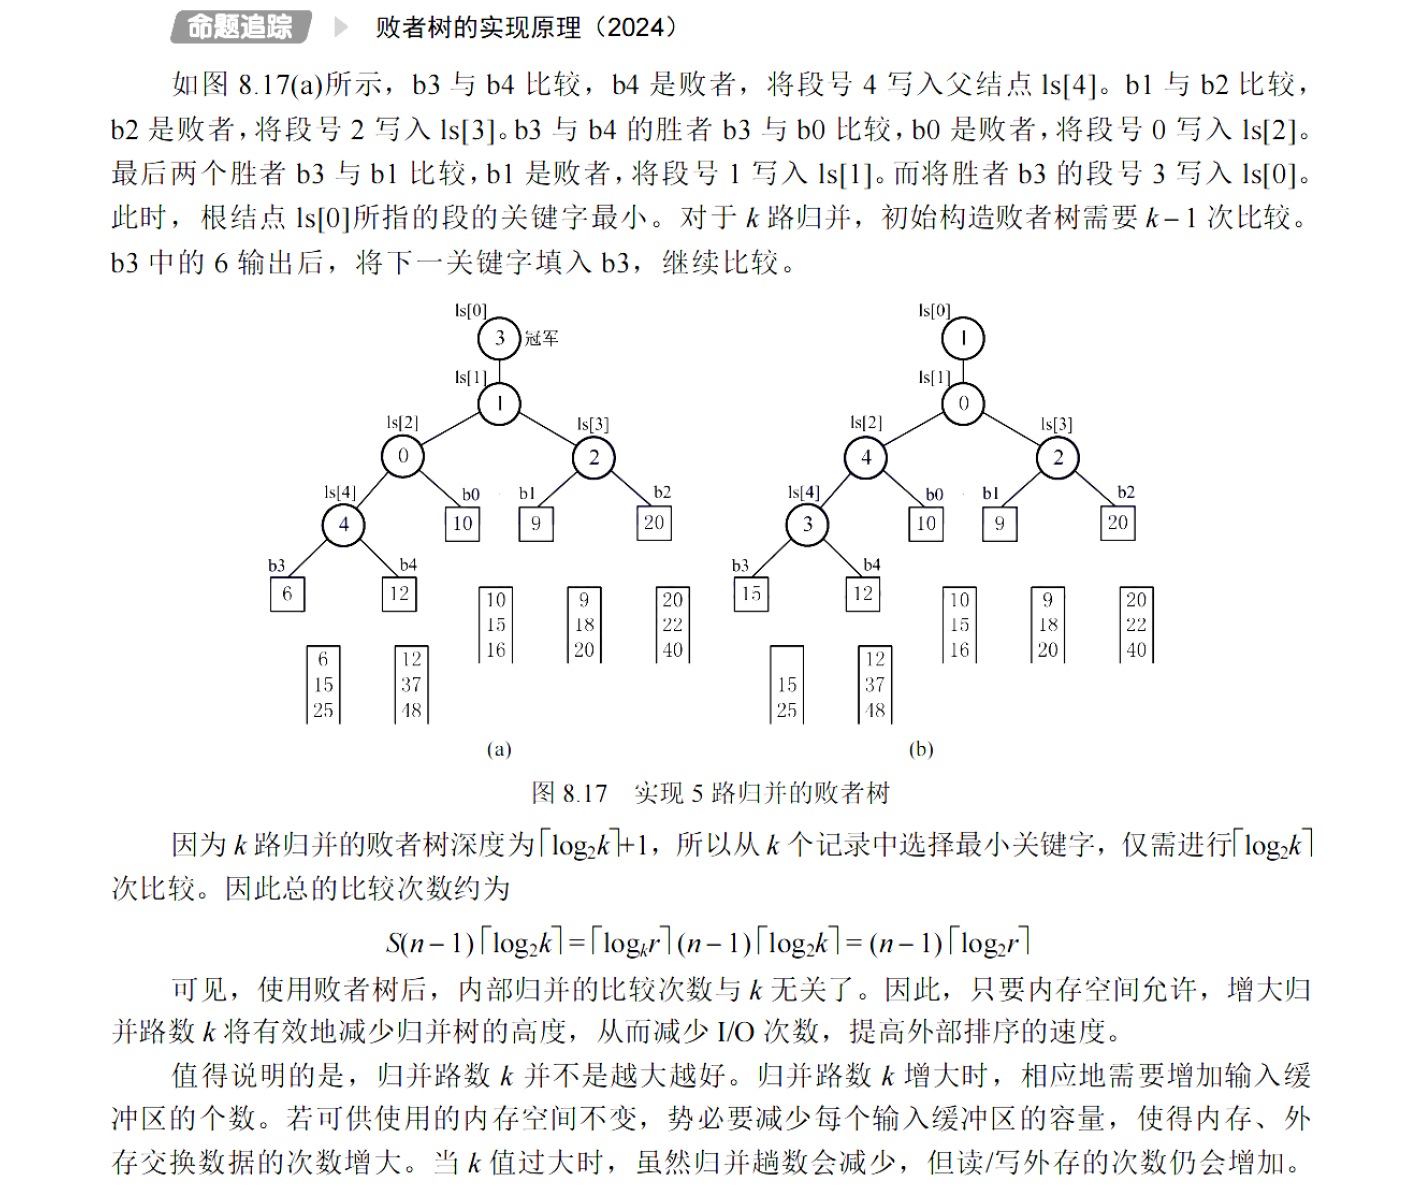 命题追踪 败者树的实现原理（2024）
如图 8.17(a)所示，b3 与 b4 比较，b4 是败者，将段号 4 写入父结点 ls[4]。b1 与 b2 比较，
b2 是败者，将段号 2 写入 ls[3]。b3 与 b4 的胜者 b3 与 b0 比较，b0 是败者，将段号 0 写入 ls[2]。
最后两个胜者 b3 与 b1 比较，b1 是败者，将段号 1 写入 ls[1]。而将胜者 b3 的段号 3 写入 ls[0]。
此时，根结点 ls[0]所指的段的关键字最小。对于 k 路归并，初始构造败者树需要 k－1 次比较。
b3 中的 6 输出后，将下一关键字填入 b3，继续比较。
ls[0] ls[0]
3 冠军 1
ls[1] ls[1]
1 0
ls[2] ls[3] ls[2] ls[3]
0 2 4 2
ls[4] b0 b1 b2 ls[4] b0 b1 b2
4 10 9 20 3 10 9 20
b3 b4 b3 b4
6 12 15 12
10 9 20 10 9 20
15 18 22 15 18 22
16 20 40 16 20 40
6 12 12
15 37 15 37
25 48 25 48
(a) (b)
图 8.17 实现 5 路归并的败者树
因为 k 路归并的败者树深度为⌈log₂k⌉+1，所以从 k 个记录中选择最小关键字，仅需进行⌈log₂k⌉
次比较。因此总的比较次数约为
S(n－1)⌈log₂k⌉=⌈logₖr⌉(n－1)⌈log₂k⌉=(n－1)⌈log₂r⌉
可见，使用败者树后，内部归并的比较次数与 k 无关了。因此，只要内存空间允许，增大归
并路数 k 将有效地减少归并树的高度，从而减少 I/O 次数，提高外部排序的速度。
值得说明的是，归并路数 k 并不是越大越好。归并路数 k 增大时，相应地需要增加输入缓
冲区的个数。若可供使用的内存空间不变，势必要减少每个输入缓冲区的容量，使得内存、外
存交换数据的次数增大。当 k 值过大时，虽然归并趟数会减少，但读/写外存的次数仍会增加。